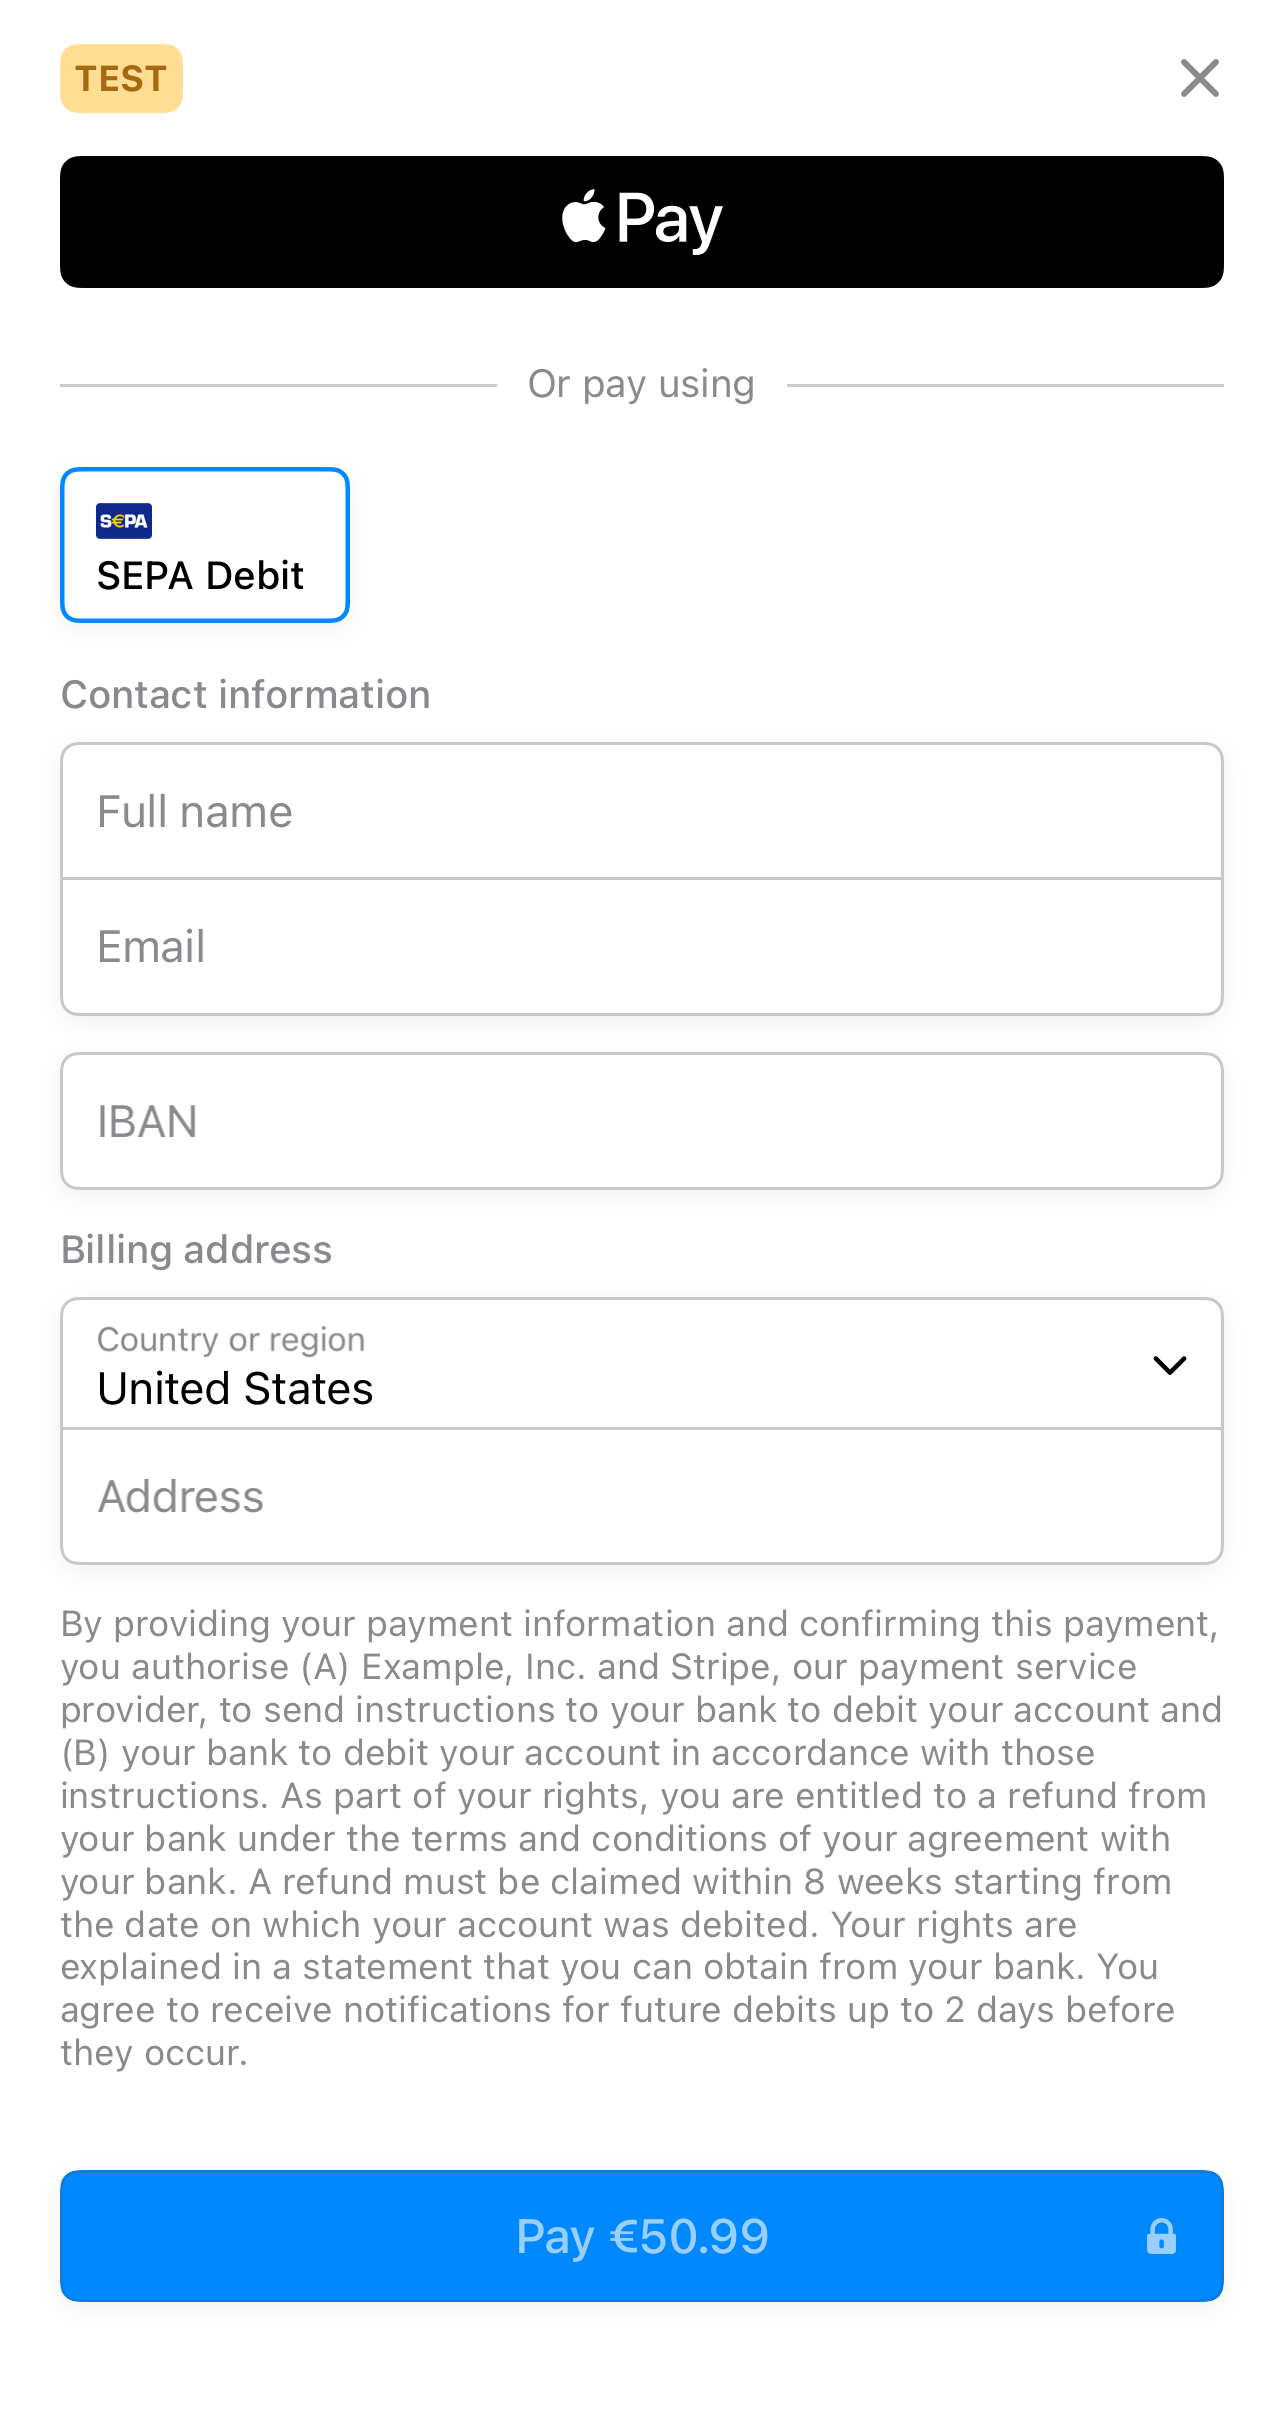 TEST
Pay
Or pay using
S€PA
SEPA Debit
Contact information
Full name
Email
IBAN
Billing address
Country or region
United States
Address
By providing your payment information and confirming this payment,
you authorise (A) Example, Inc. and Stripe, our payment service
provider, to send instructions to your bank to debit your account and
(B) your bank to debit your account in accordance with those
instructions. As part of your rights, you are entitled to a refund from
your bank under the terms and conditions of your agreement with
your bank. A refund must be claimed within 8 weeks starting from
the date on which your account was debited. Your rights are
explained in a statement that you can obtain from your bank. You
agree to receive notifications for future debits up to 2 days before
they occur.
Pay €50.99